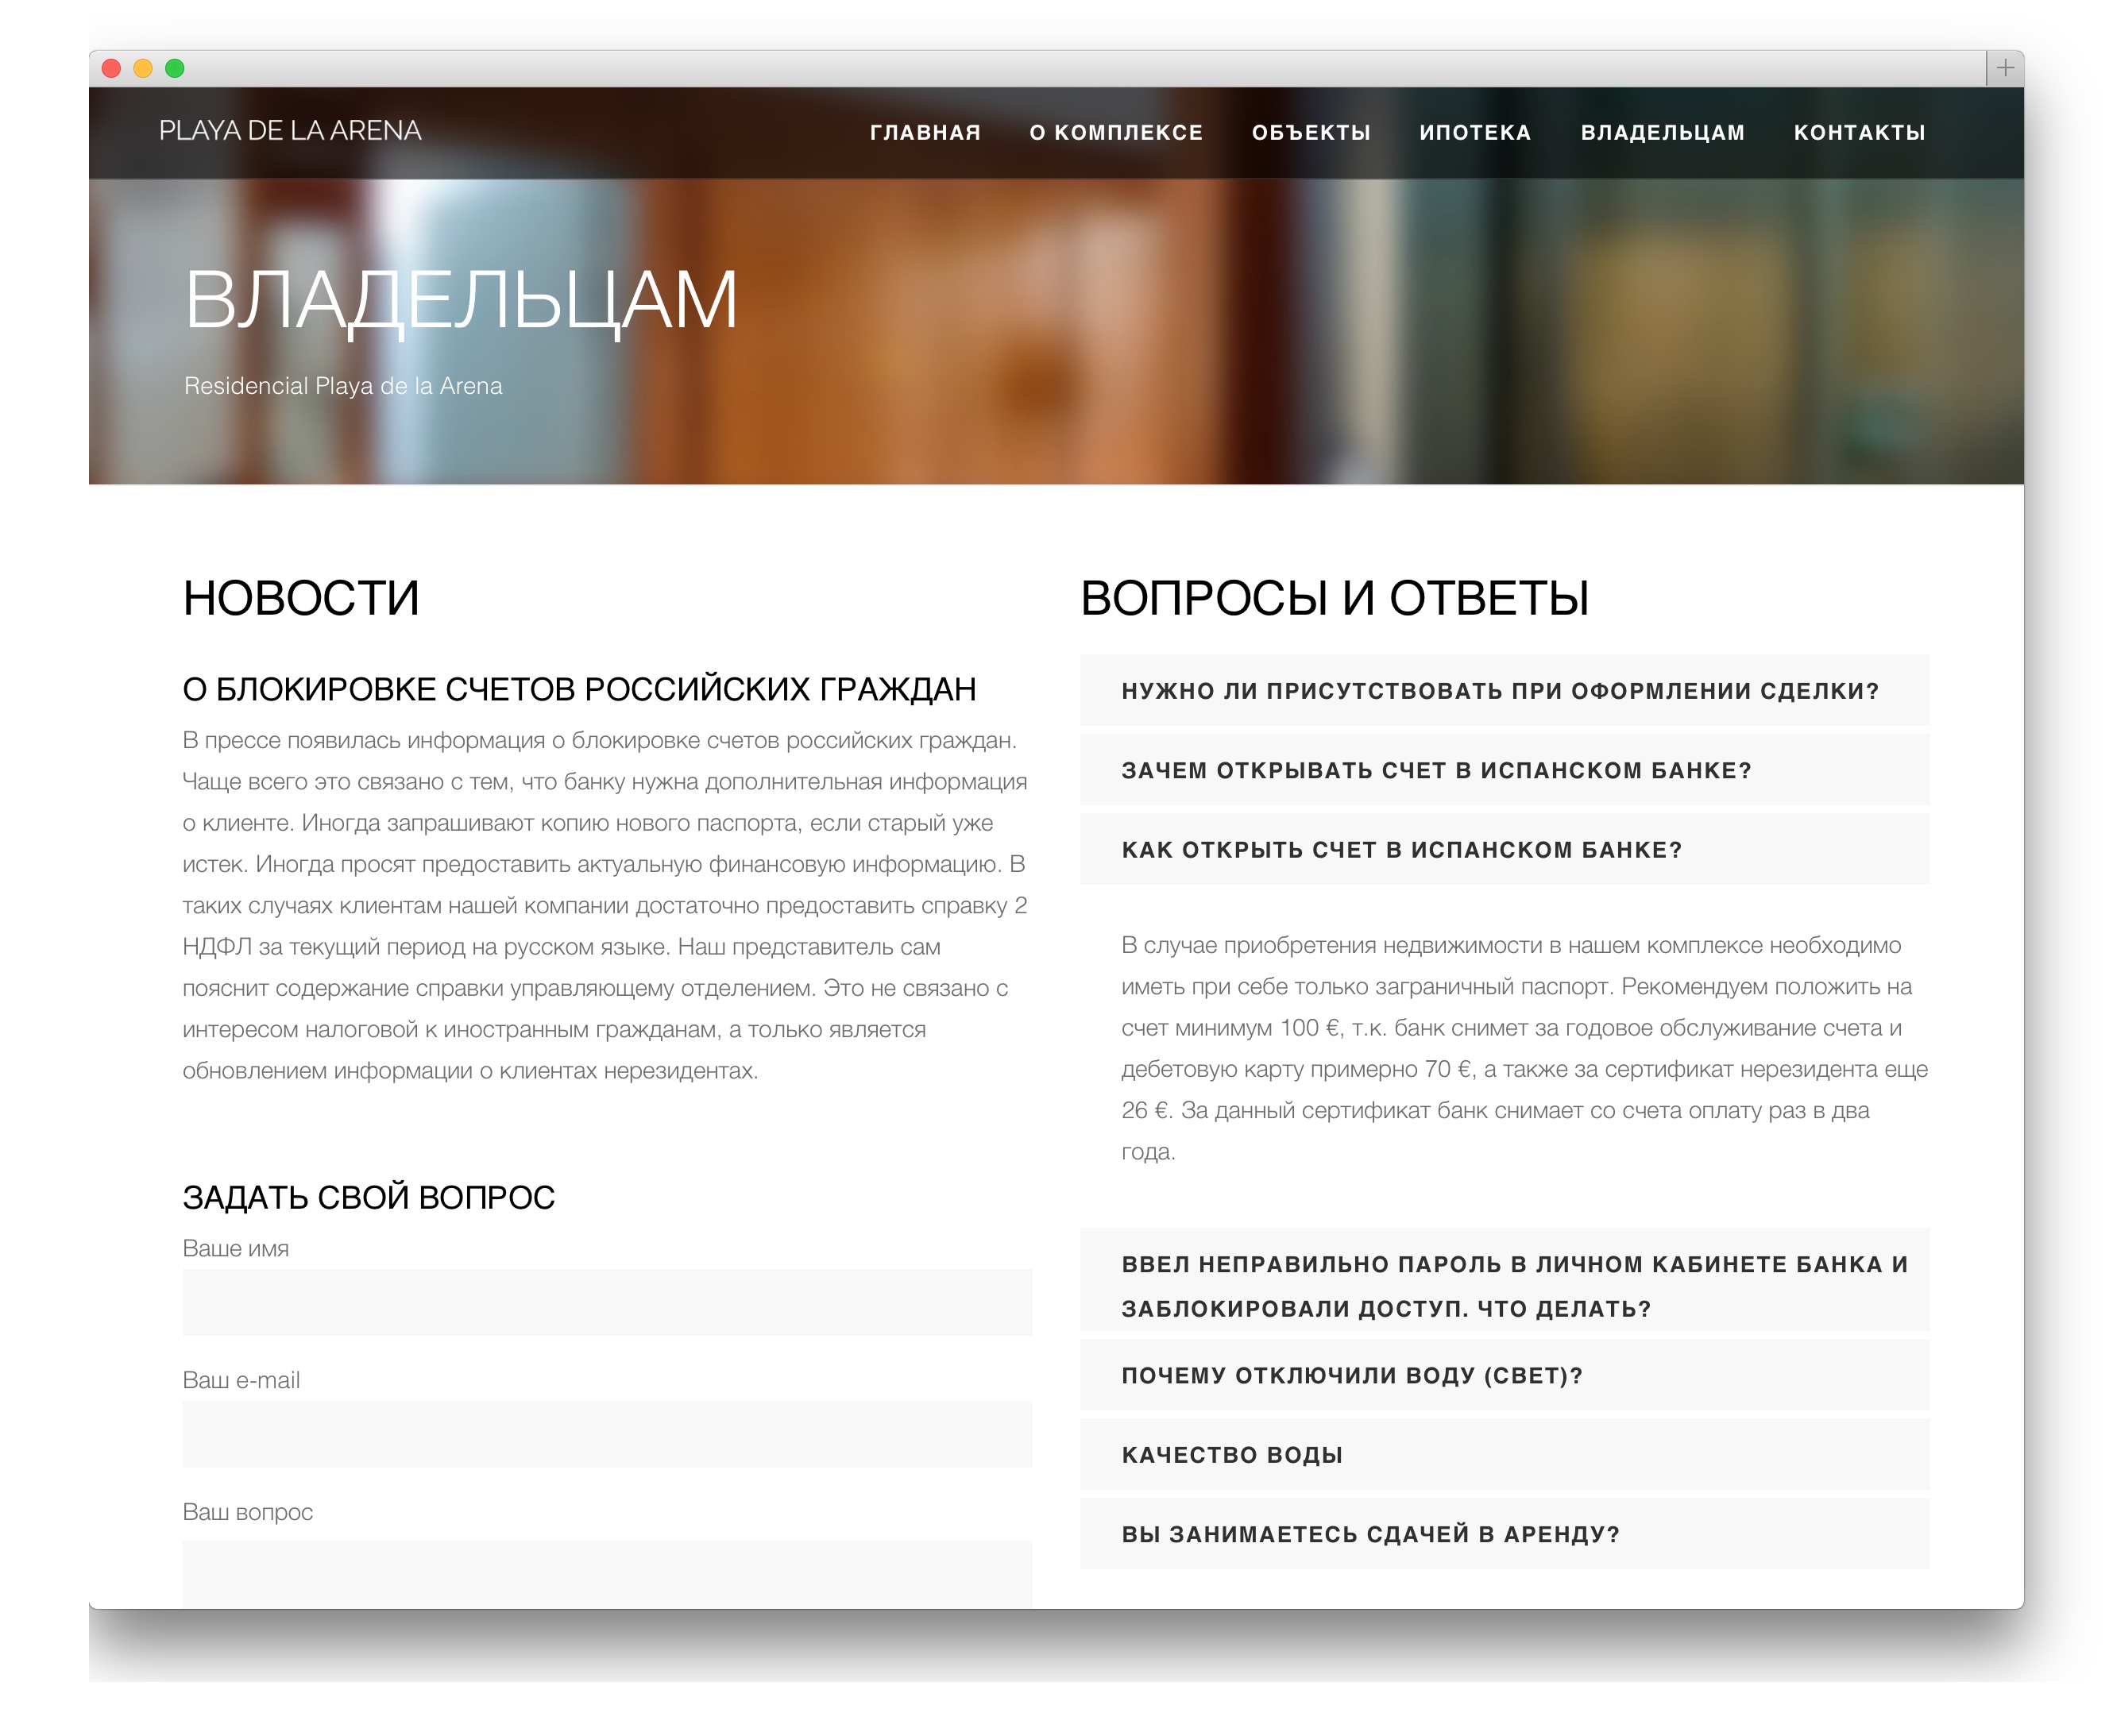 PLAYA DE LA ARENA
ГЛАВНАЯ О КОМПЛЕКСЕ ОБЪЕКТЫ ИПОТЕКА ВЛАДЕЛЬЦАМ КОНТАКТЫ
ВЛАДЕЛЬЦАМ
Residencial Playa de la Arena
НОВОСТИ
О БЛОКИРОВКЕ СЧЕТОВ РОССИЙСКИХ ГРАЖДАН
В прессе появилась информация о блокировке счетов российских граждан.
Чаще всего это связано с тем, что банку нужна дополнительная информация
о клиенте. Иногда запрашивают копию нового паспорта, если старый уже
истек. Иногда просят предоставить актуальную финансовую информацию. В
таких случаях клиентам нашей компании достаточно предоставить справку 2
НДФЛ за текущий период на русском языке. Наш представитель сам
пояснит содержание справки управляющему отделением. Это не связано с
интересом налоговой к иностранным гражданам, а только является
обновлением информации о клиентах нерезидентах.
ЗАДАТЬ СВОЙ ВОПРОС
Ваше имя
Ваш e-mail
Ваш вопрос
ВОПРОСЫ И ОТВЕТЫ
НУЖНО ЛИ ПРИСУТСТВОВАТЬ ПРИ ОФОРМЛЕНИИ СДЕЛКИ?
ЗАЧЕМ ОТКРЫВАТЬ СЧЕТ В ИСПАНСКОМ БАНКЕ?
КАК ОТКРЫТЬ СЧЕТ В ИСПАНСКОМ БАНКЕ?
В случае приобретения недвижимости в нашем комплексе необходимо
иметь при себе только заграничный паспорт. Рекомендуем положить на
счет минимум 100 €, т.к. банк снимет за годовое обслуживание счета и
дебетовую карту примерно 70 €, а также за сертификат нерезидента еще
26 €. За данный сертификат банк снимает со счета оплату раз в два
года.
ВВЕЛ НЕПРАВИЛЬНО ПАРОЛЬ В ЛИЧНОМ КАБИНЕТЕ БАНКА И
ЗАБЛОКИРОВАЛИ ДОСТУП. ЧТО ДЕЛАТЬ?
ПОЧЕМУ ОТКЛЮЧИЛИ ВОДУ (СВЕТ)?
КАЧЕСТВО ВОДЫ
ВЫ ЗАНИМАЕТЕСЬ СДАЧЕЙ В АРЕНДУ?